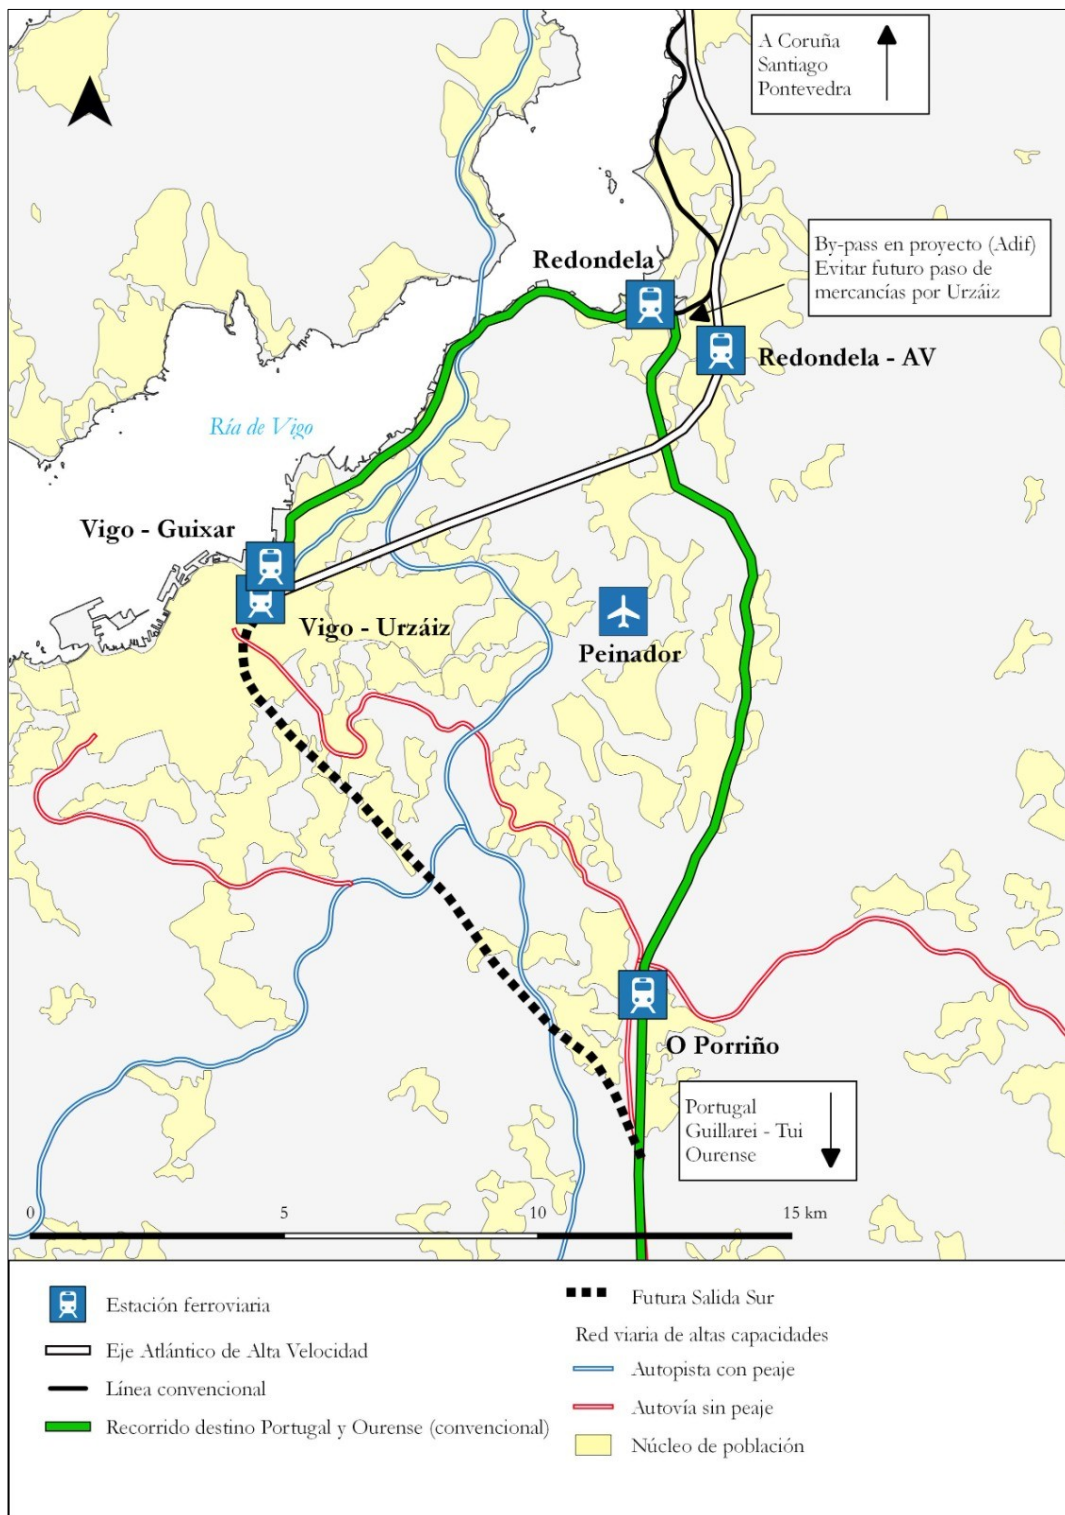 A Coruña
Santiago
Pontevedra
By-pass en proyecto (Adif)
Evitar futuro paso de
mercancías por Urzáiz
Redondela
Redondela - AV
Ría de Vigo
Vigo - Guixar
Vigo - Urzáiz
Peinador
O Porriño
Portugal
Guillarei - Tui
Ourense
0 5 10 15 km
Estación ferroviaria
Eje Atlántico de Alta Velocidad
Línea convencional
Recorrido destino Portugal y Ourense (convencional)
Futura Salida Sur
Red viaria de altas capacidades
Autopista con peaje
Autovía sin peaje
Núcleo de población